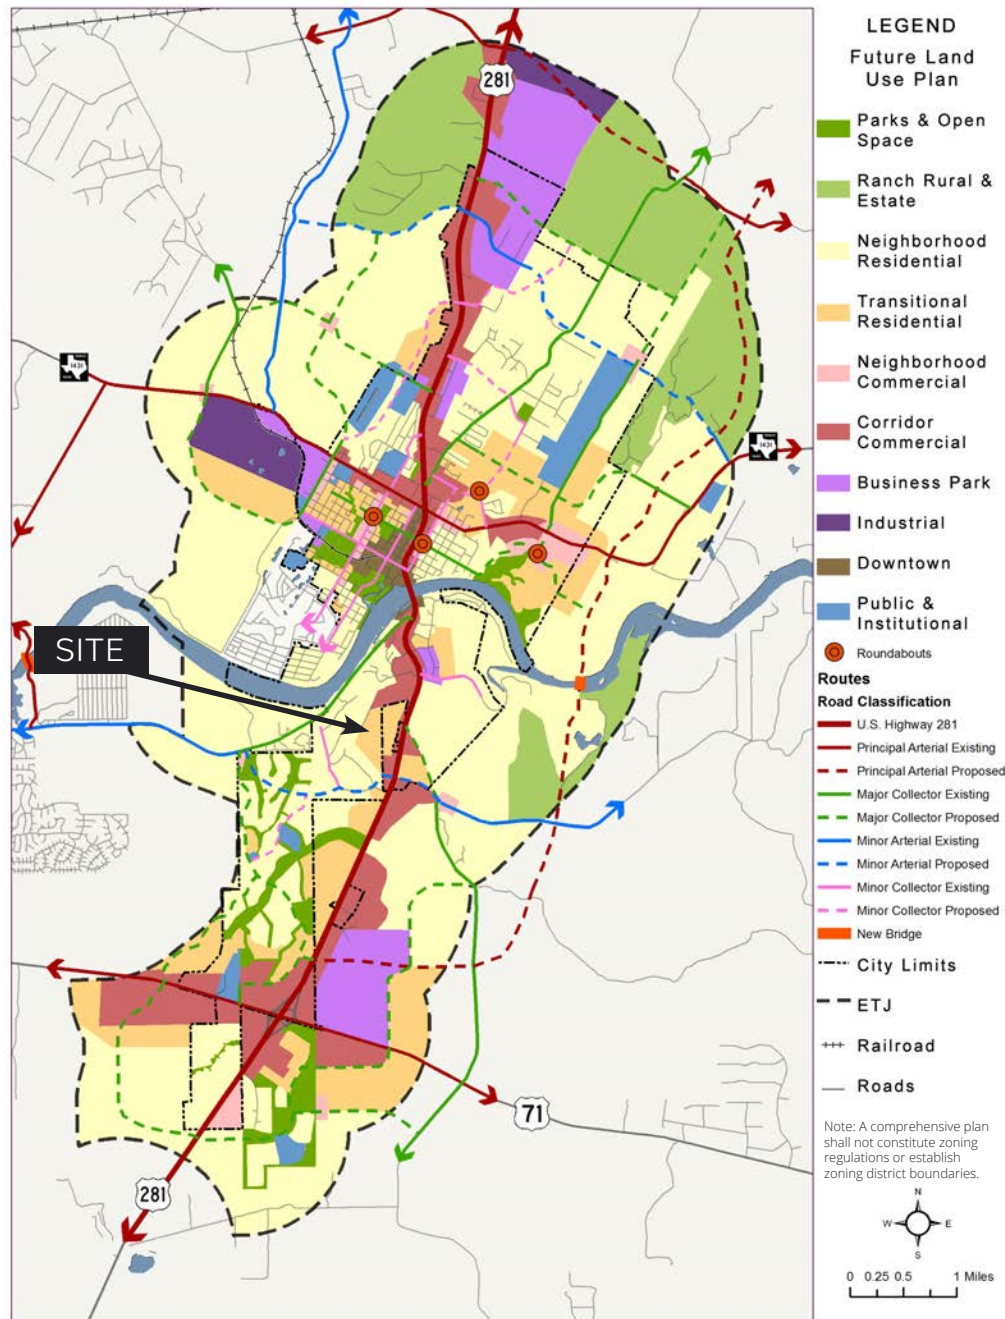 281
1431
1431
SITE
71
281
LEGEND
Future Land
Use Plan
Parks & Open
Space
Ranch Rural &
Estate
Neighborhood
Residential
Transitional
Residential
Neighborhood
Commercial
Corridor
Commercial
Business Park
Industrial
Downtown
Public &
Institutional
Roundabouts
Routes
Road Classification
U.S. Highway 281
Principal Arterial Existing
Principal Arterial Proposed
Major Collector Existing
Major Collector Proposed
Minor Arterial Existing
Minor Arterial Proposed
Minor Collector Existing
Minor Collector Proposed
New Bridge
City Limits
ETJ
Railroad
Roads
Note: A comprehensive plan
shall not constitute zoning
regulations or establish
zoning district boundaries.
N
W E
S
0 0.25 0.5 1 Miles